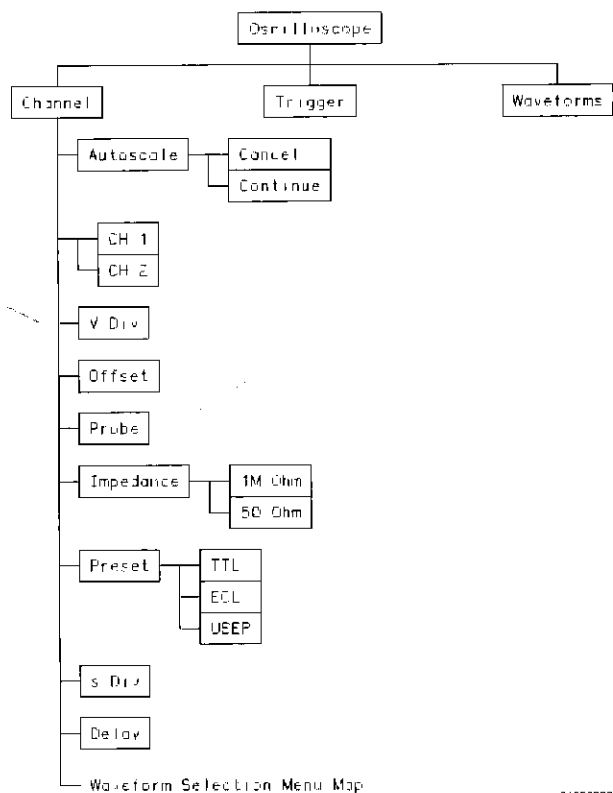 Oscilloscope
Channel
Trigger
Waveforms
Autoscale
Cancel
Continue
CH 1
CH 2
V Div
Offset
Probe
Impedance
1M Ohm
50 Ohm
Preset
TTL
ECL
USER
s Div
Delay
Waveform Selection Menu Map